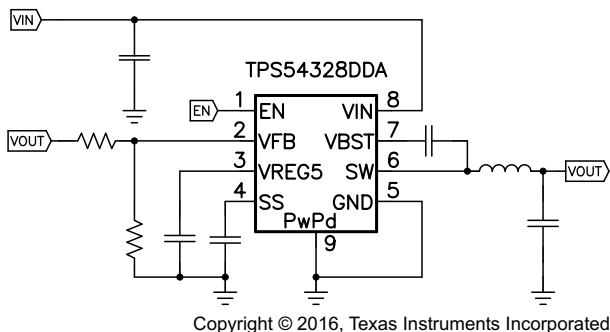 VIN
TPS54328DDA
EN
1
EN
VIN
8
VOUT
2
VFB
VBST
7
3
VREG5
SW
6
VOUT
4
SS
GND
5
PwPd
9
Copyright © 2016, Texas Instruments Incorporated